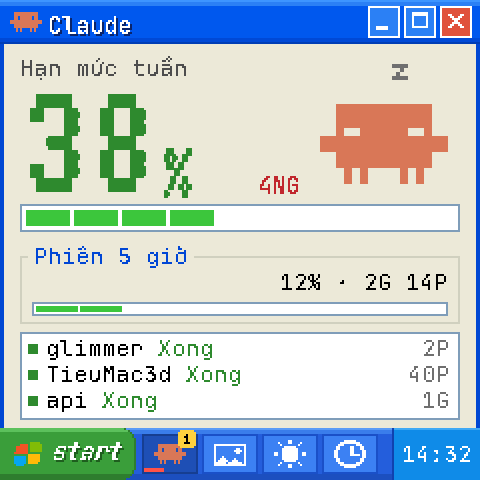 Claude
Hạn mức tuần
z
38%
4NG
Phiên 5 giờ
12% · 2G 14P
glimmer Xong 2P
TieuMac3d Xong 40P
api Xong 1G
start
1
14:32